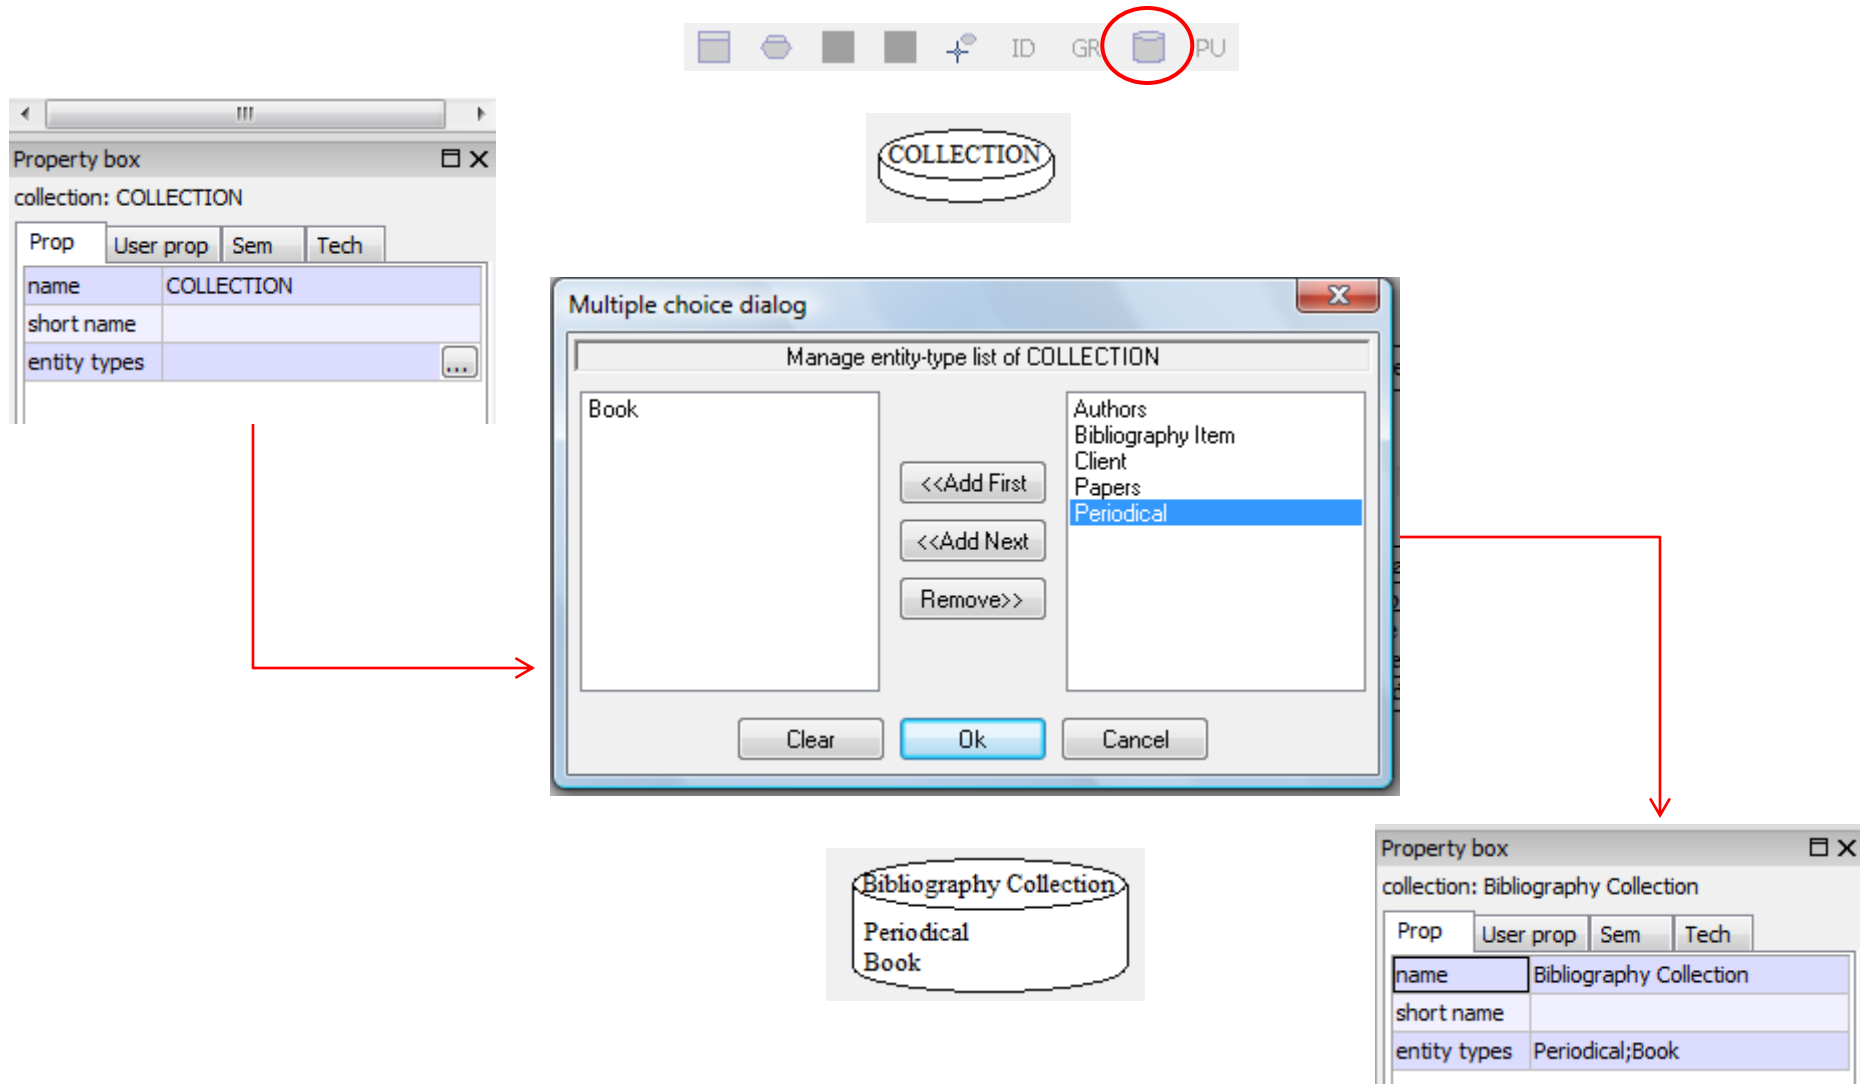 ID GR PU
COLLECTION
Property box
collection: COLLECTION
Prop User prop Sem Tech
name COLLECTION
short name
entity types ...
Multiple choice dialog
Manage entity-type list of COLLECTION
Book
Authors
Bibliography Item
Client
Papers
Periodical
<<Add First
<<Add Next
Remove>>
Clear Ok Cancel
Bibliography Collection
Periodical
Book
Property box
collection: Bibliography Collection
Prop User prop Sem Tech
name Bibliography Collection
short name
entity types Periodical;Book